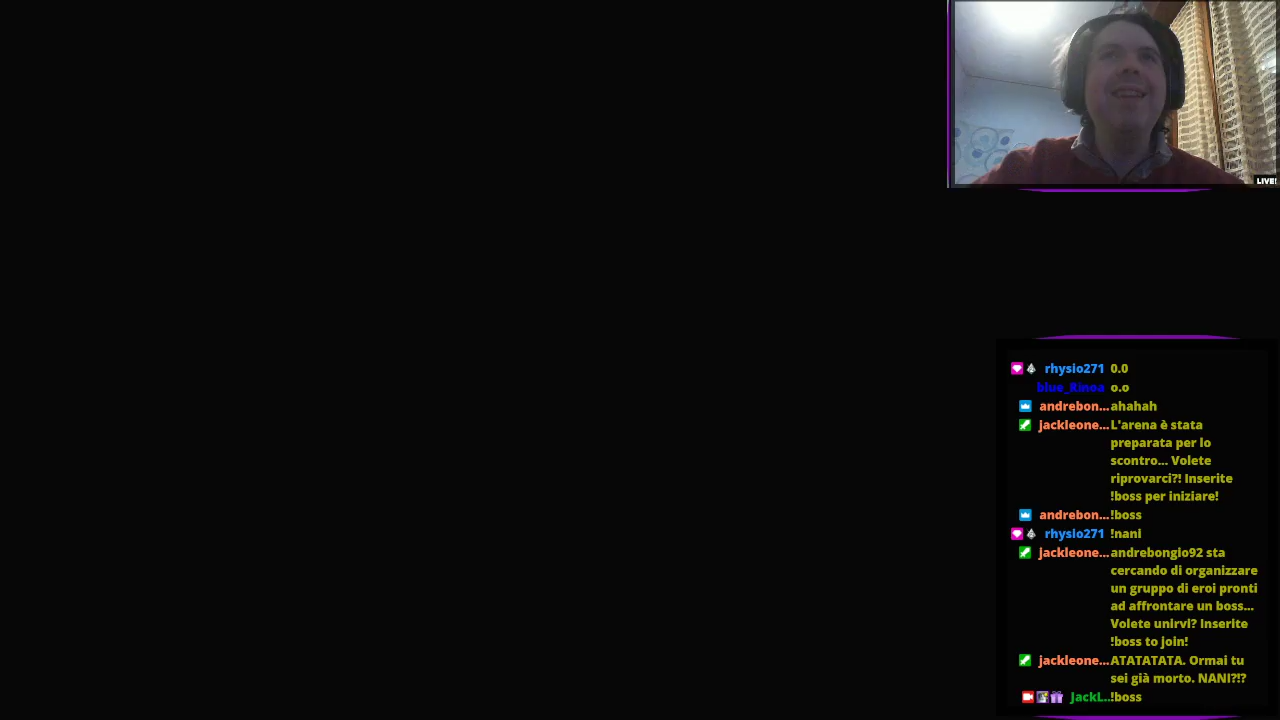 LIVE!
rhysio271 0.0
blue_Rinoa o.o
andrebon... ahahah
jackleone... L'arena è stata
preparata per lo
scontro... Volete
riprovarci?! Inserite
!boss per iniziare!
andrebon... !boss
rhysio271 !nani
jackleone... andrebongio92 sta
cercando di organizzare
un gruppo di eroi pronti
ad affrontare un boss...
Volete unirvi? Inserite
!boss to join!
jackleone... ATATATATA. Ormai tu
sei già morto. NANI?!?
JackL... !boss